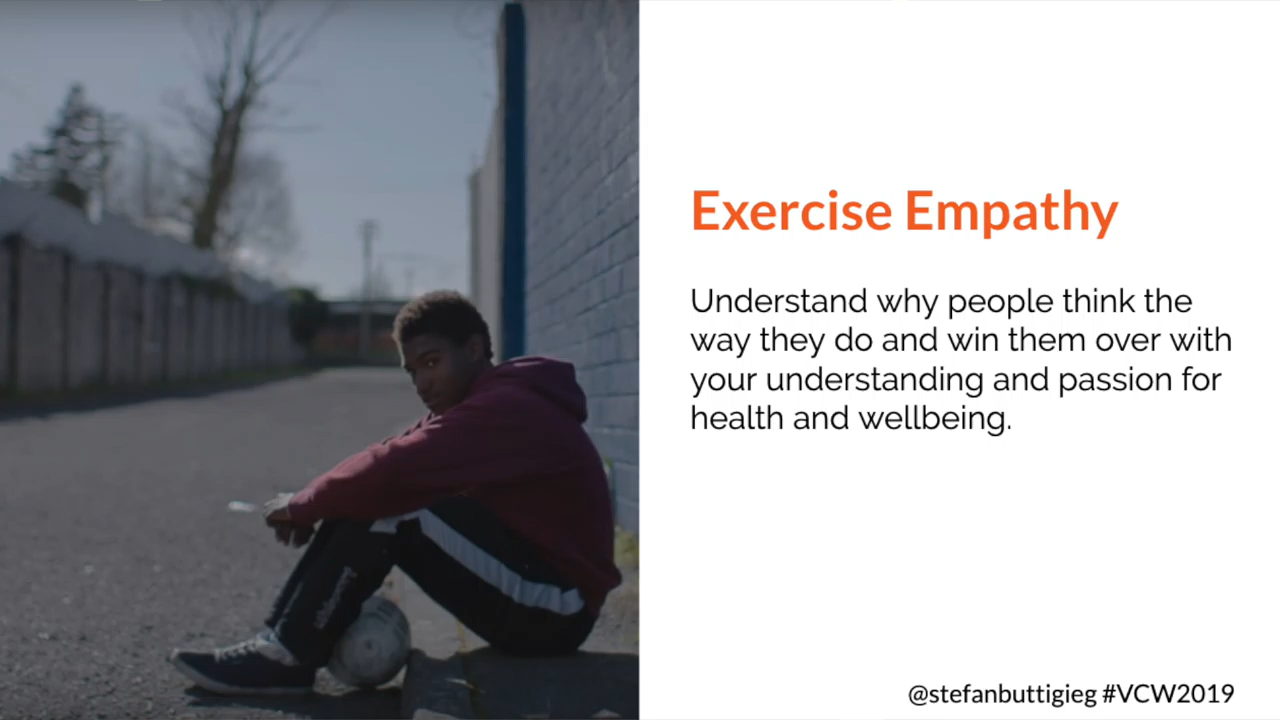 Exercise Empathy
Understand why people think the
way they do and win them over with
your understanding and passion for
health and wellbeing.
@stefanbuttigieg #VCW2019